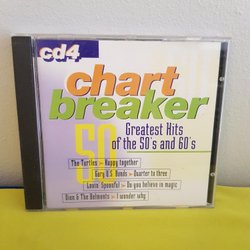 cd4
chart
breaker
50
Greatest Hits
of the 50's and 60's
The Turtles - Happy together
Gary U.S. Bonds - Quarter to three
Lovin' Spoonful - Do you believe in magic
Dion & The Belmonts - I wonder why